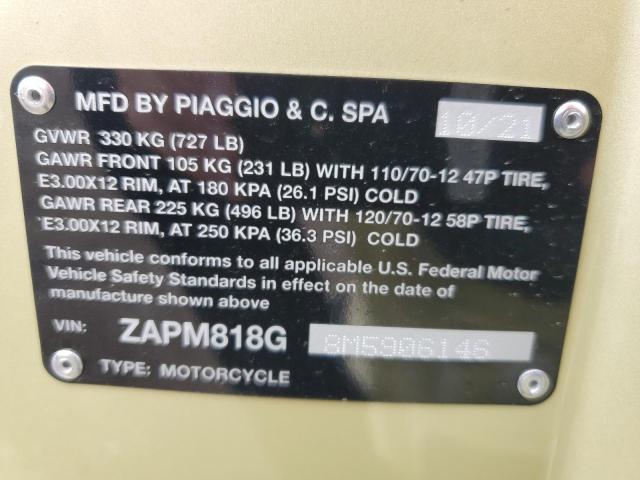 MFD BY PIAGGIO & C. SPA 10/21
GVWR 330 KG (727 LB)
GAWR FRONT 105 KG (231 LB) WITH 110/70-12 47P TIRE,
E3.00X12 RIM, AT 180 KPA (26.1 PSI) COLD
GAWR REAR 225 KG (496 LB) WITH 120/70-12 58P TIRE,
E3.00X12 RIM, AT 250 KPA (36.3 PSI) COLD
This vehicle conforms to all applicable U.S. Federal Motor
Vehicle Safety Standards in effect on the date of
manufacture shown above
VIN: ZAPM818G 8M5906146
TYPE: MOTORCYCLE